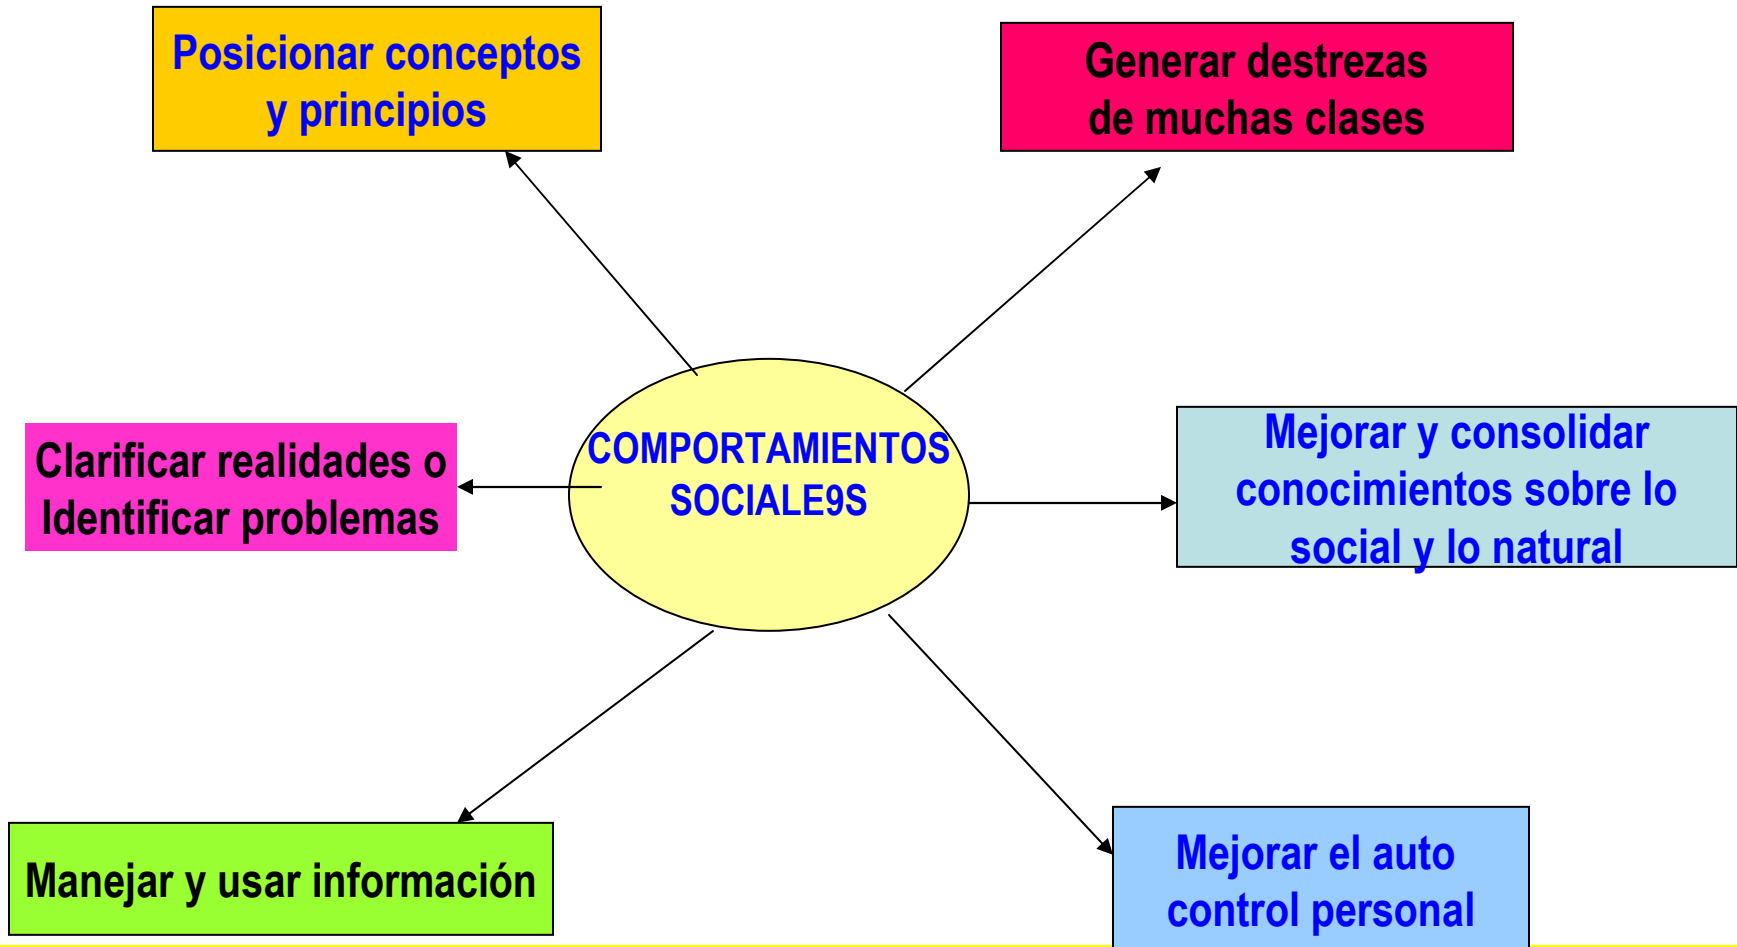 Posicionar conceptos
y principios
Generar destrezas
de muchas clases
COMPORTAMIENTOS
SOCIALE9S
Clarificar realidades o
Identificar problemas
Mejorar y consolidar
conocimientos sobre lo
social y lo natural
Manejar y usar información
Mejorar el auto
control personal